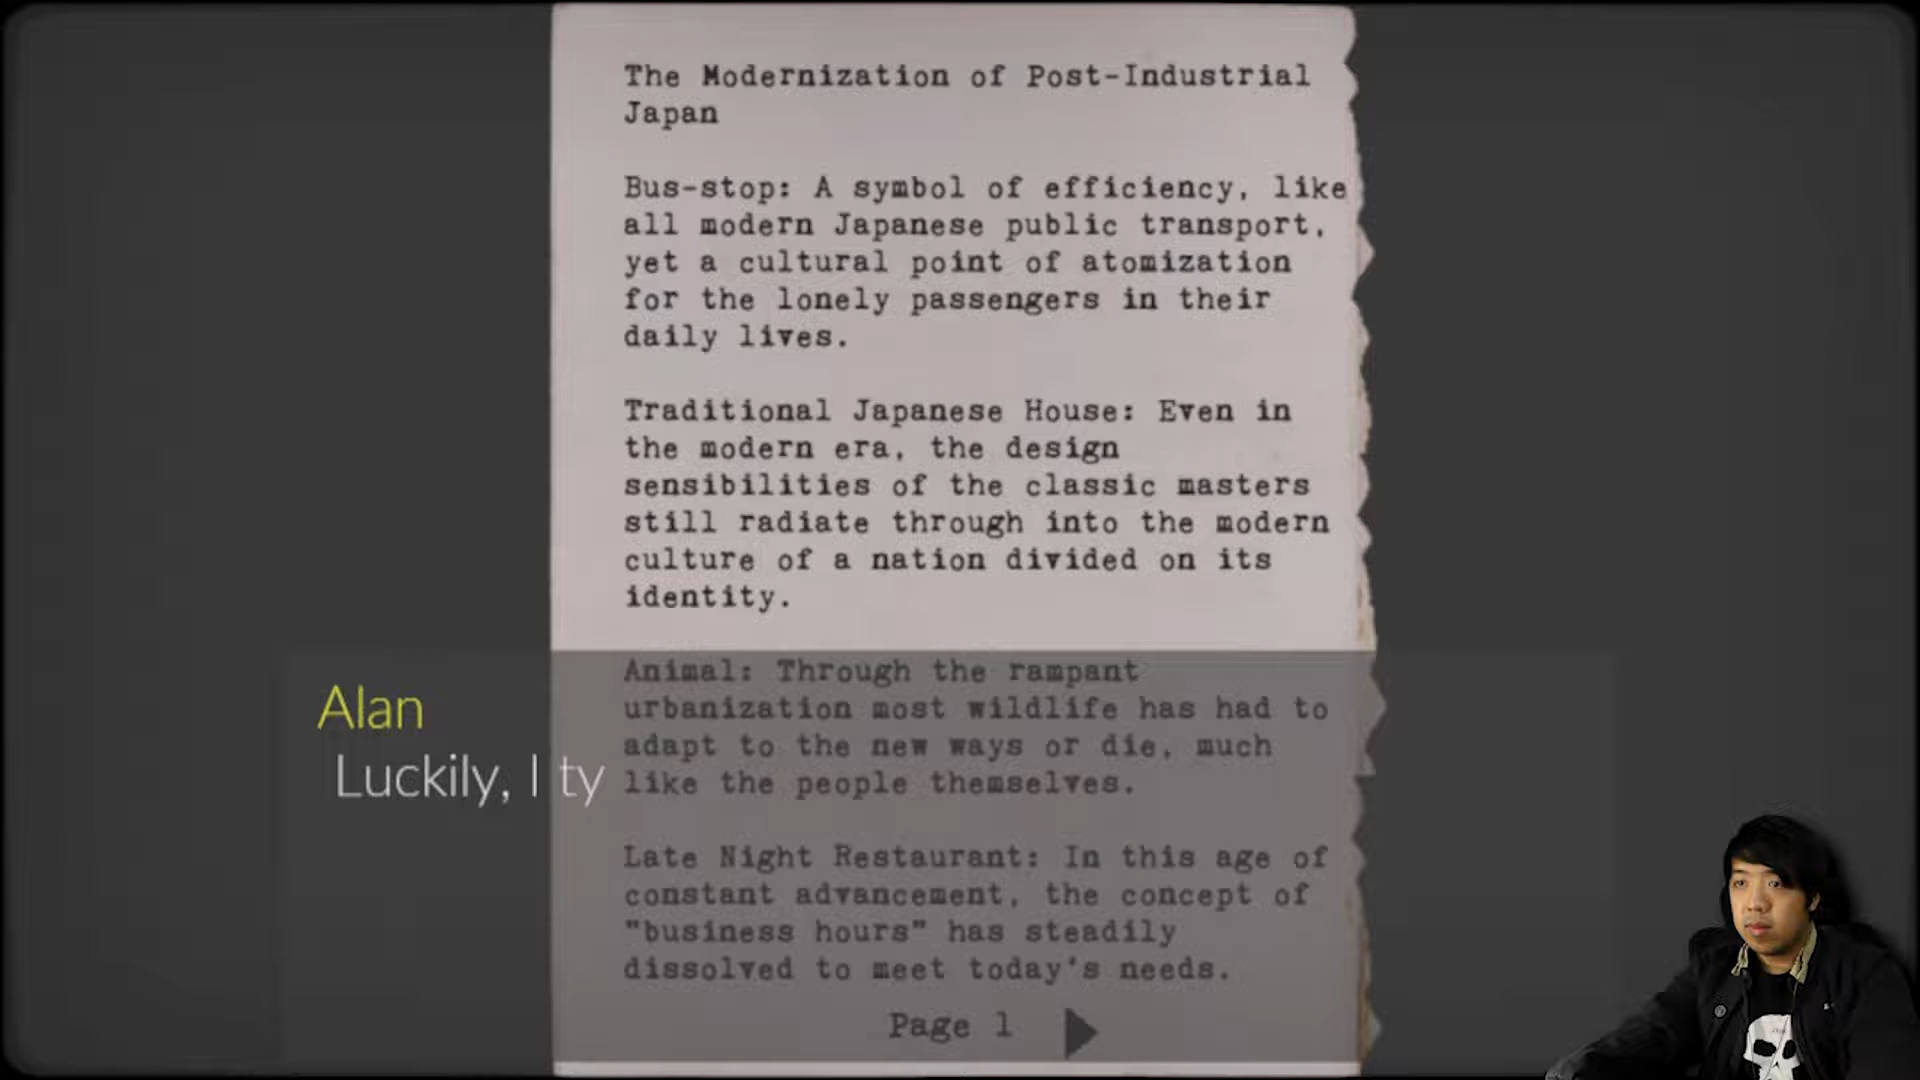 The Modernization of Post-Industrial
Japan
Bus-stop: A symbol of efficiency, like
all modern Japanese public transport,
yet a cultural point of atomization
for the lonely passengers in their
daily lives.
Traditional Japanese House: Even in
the modern era, the design
sensibilities of the classic masters
still radiate through into the modern
culture of a nation divided on its
identity.
Animal: Through the rampant
urbanization most wildlife has had to
adapt to the new ways or die, much
like the people themselves.
Late Night Restaurant: In this age of
constant advancement, the concept of
"business hours" has steadily
dissolved to meet today's needs.
Page 1
Alan
Luckily, I ty